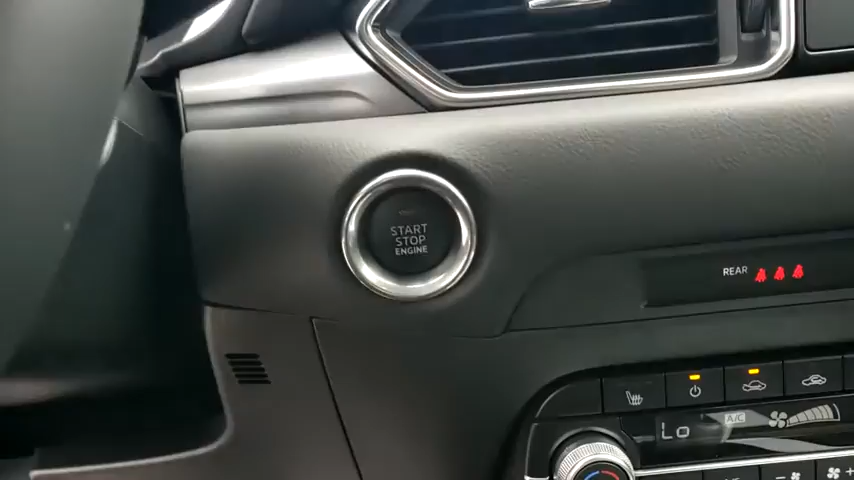 START
STOP
ENGINE
REAR
A/C
Lo